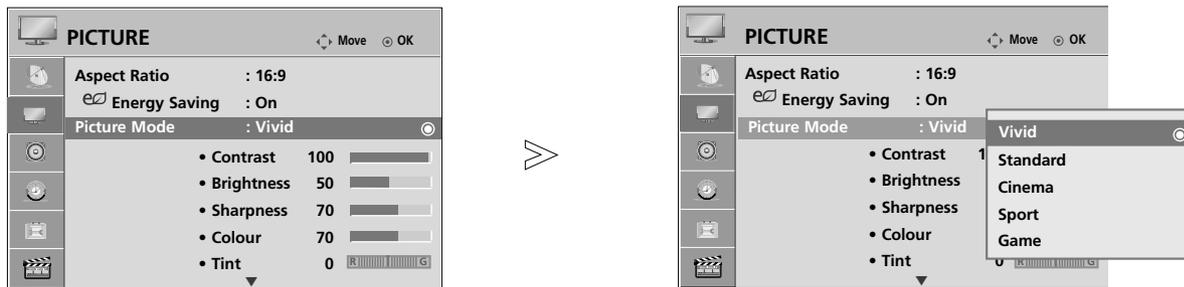 PICTURE Move OK
Aspect Ratio : 16:9
Energy Saving : On
Picture Mode : Vivid
• Contrast 100
• Brightness 50
• Sharpness 70
• Colour 70
• Tint 0 R G
PICTURE Move OK
Aspect Ratio : 16:9
Energy Saving : On
Picture Mode : Vivid
• Contrast 1
• Brightness
• Sharpness
• Colour
• Tint 0 R G
Vivid
Standard
Cinema
Sport
Game